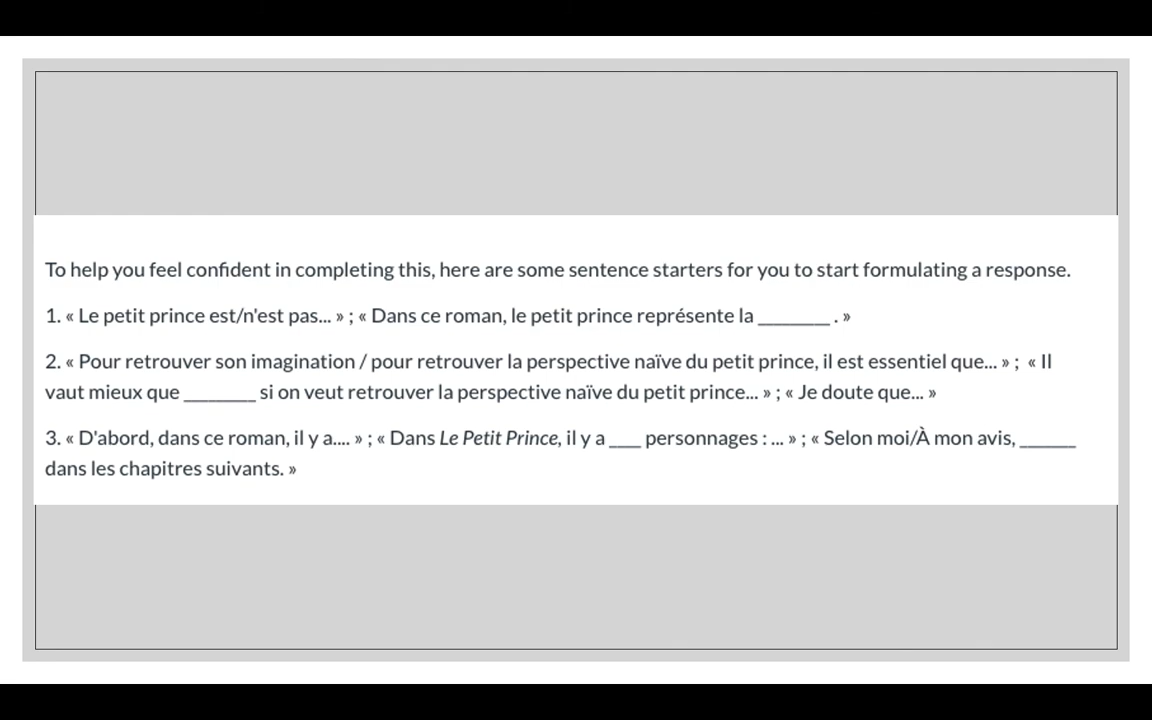 To help you feel confident in completing this, here are some sentence starters for you to start formulating a response.
1. « Le petit prince est/n'est pas... » ; « Dans ce roman, le petit prince représente la ________ . »
2. « Pour retrouver son imagination / pour retrouver la perspective naïve du petit prince, il est essentiel que... » ;  « Il
vaut mieux que ________ si on veut retrouver la perspective naïve du petit prince... » ; « Je doute que... »
3. « D'abord, dans ce roman, il y a.... » ; « Dans Le Petit Prince, il y a ___ personnages : ... » ; « Selon moi/À mon avis, ______
dans les chapitres suivants. »